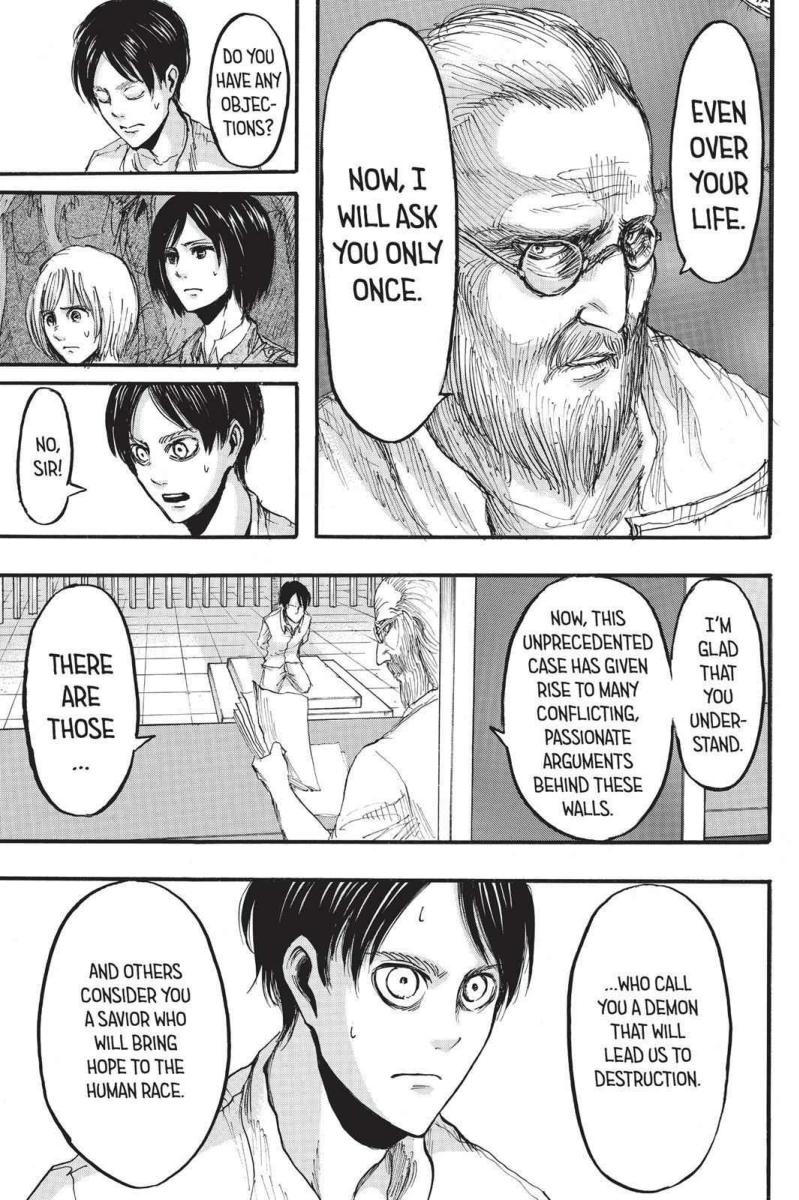 EVEN
OVER
YOUR
LIFE.
NOW, I
WILL ASK
YOU ONLY
ONCE.
DO YOU
HAVE ANY
OBJEC-
TIONS?
NO,
SIR!
I'M
GLAD
THAT
YOU
UNDER-
STAND.
NOW, THIS
UNPRECEDENTED
CASE HAS GIVEN
RISE TO MANY
CONFLICTING,
PASSIONATE
ARGUMENTS
BEHIND THESE
WALLS.
THERE
ARE
THOSE
...
...WHO CALL
YOU A DEMON
THAT WILL
LEAD US TO
DESTRUCTION.
AND OTHERS
CONSIDER YOU
A SAVIOR WHO
WILL BRING
HOPE TO THE
HUMAN RACE.